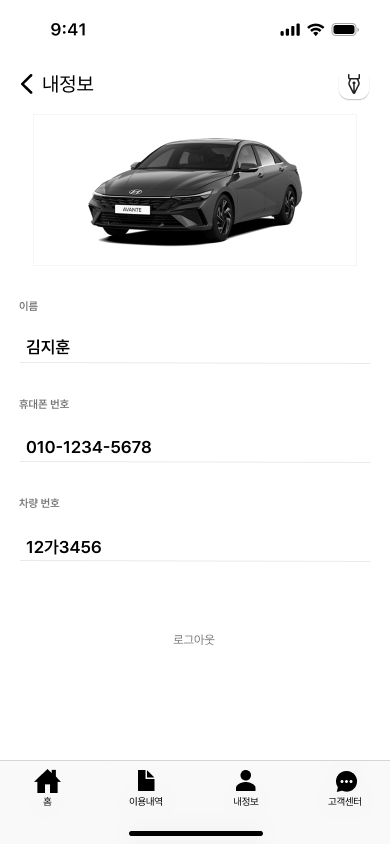 9:41
내정보
AVANTE
이름
김지훈
휴대폰 번호
010-1234-5678
차량 번호
12가3456
로그아웃
홈
이용내역
내정보
고객센터